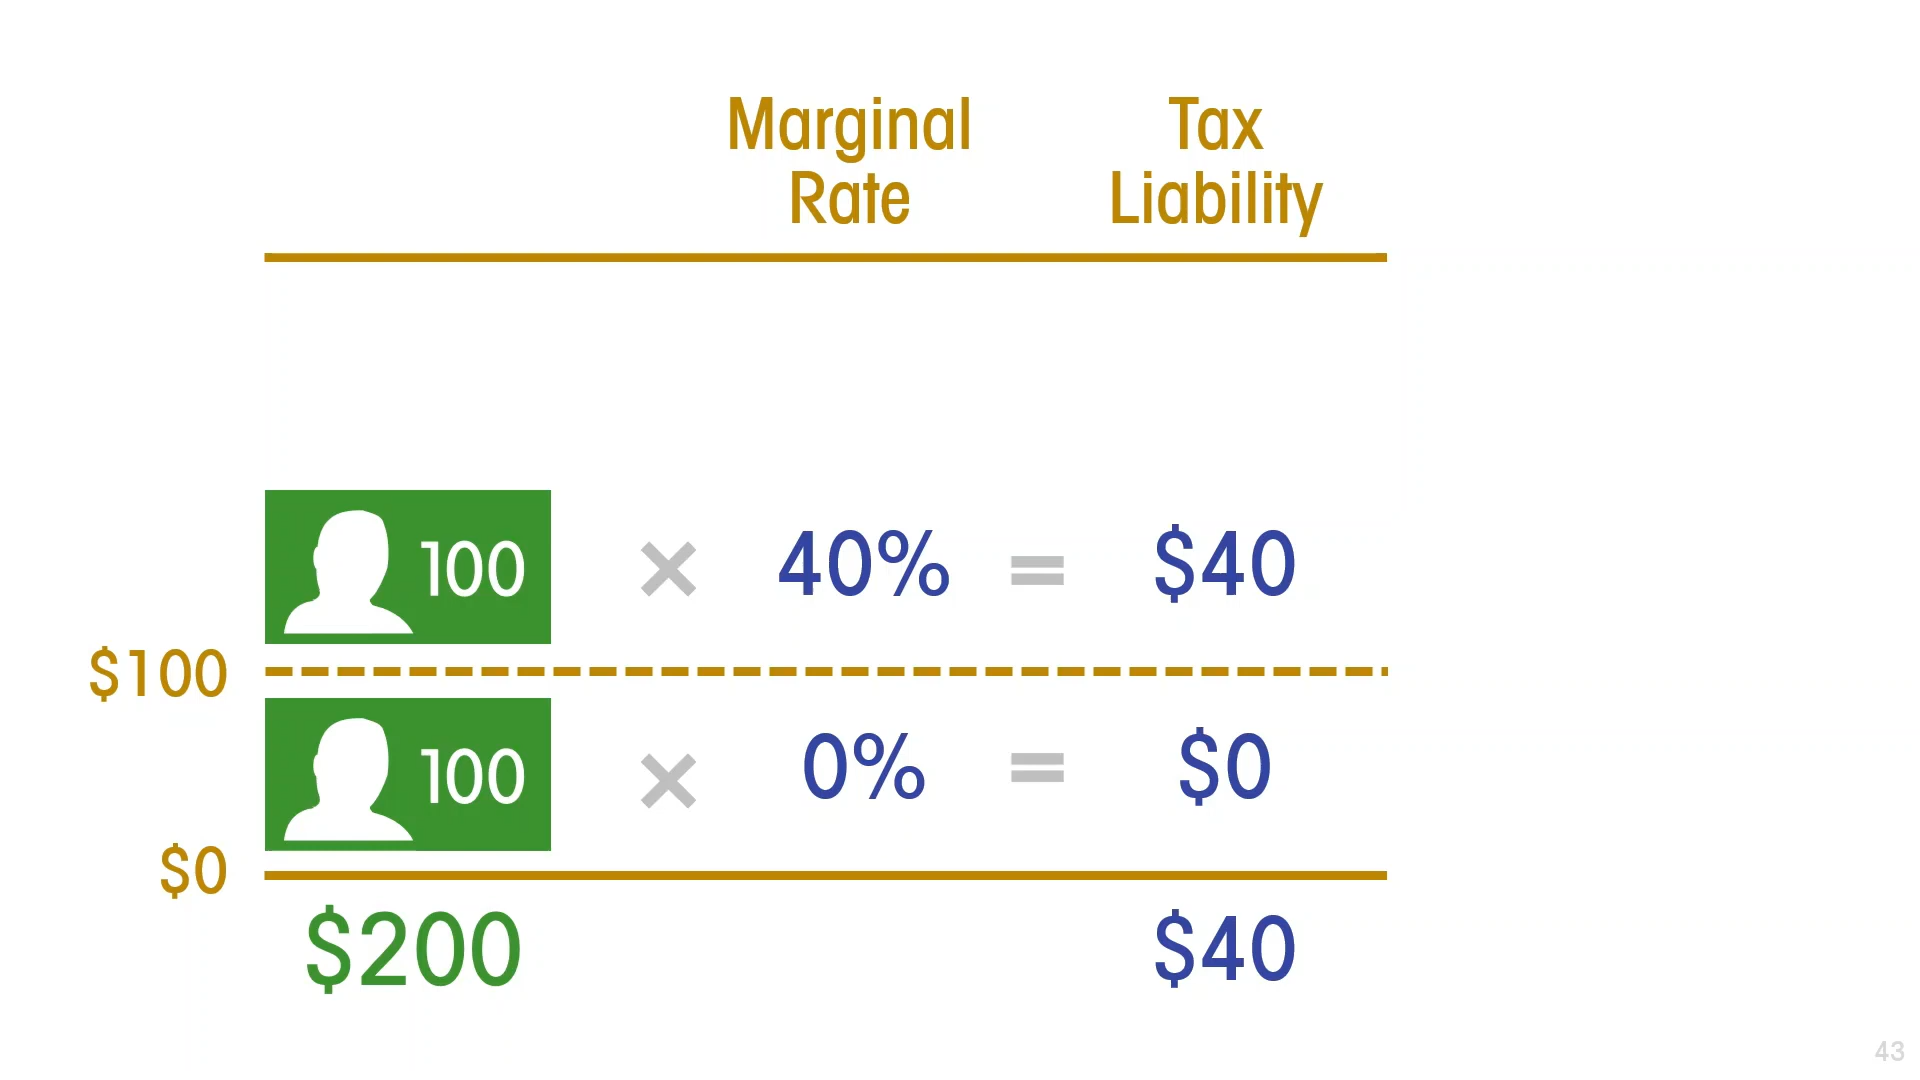 Marginal Rate
Tax Liability
100 × 40% = $40
$100
100 × 0% = $0
$0
$200 $40
43